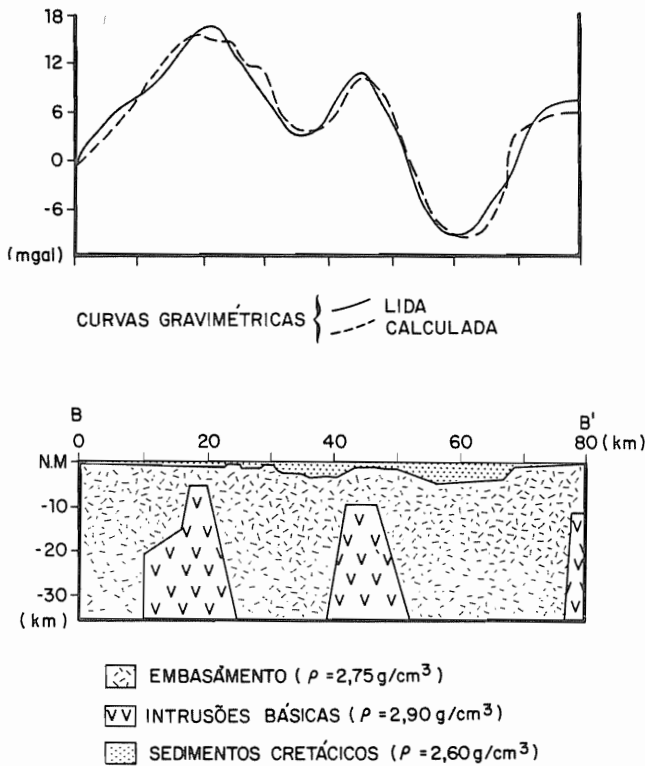 18
12
6
0
-6
(mgal)
CURVAS GRAVIMÉTRICAS { LIDA
CALCULADA
B B'
0 20 40 60 80 (km)
N.M
-10
-20
-30
(km)
EMBASAMENTO (ρ = 2,75 g/cm³)
V V INTRUSÕES BÁSICAS (ρ = 2,90 g/cm³)
SEDIMENTOS CRETÁCICOS (ρ = 2,60 g/cm³)